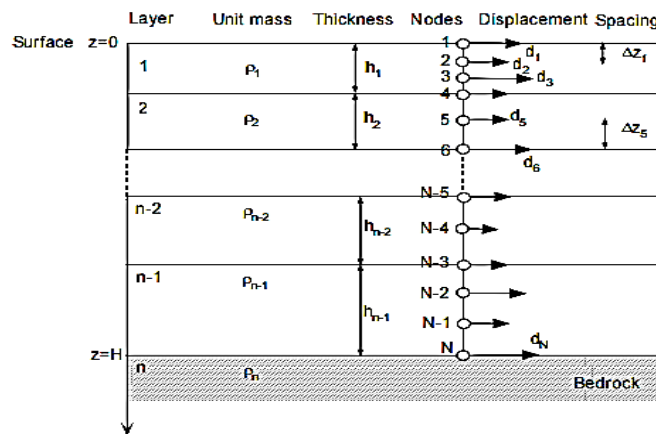 Layer Unit mass Thickness Nodes Displacement Spacing
Surface z=0 1
d₁ Δz₁
2 d₂
1 ρ₁ h₁ 3 d₃
4
2 ρ₂ h₂ 5 d₅ Δz₅
6 d₆
N-5
n-2 ρₙ₋₂ hₙ₋₂ N-4
N-3
n-1 ρₙ₋₁ hₙ₋₁ N-2
N-1
z=H N d_N
n ρₙ Bedrock